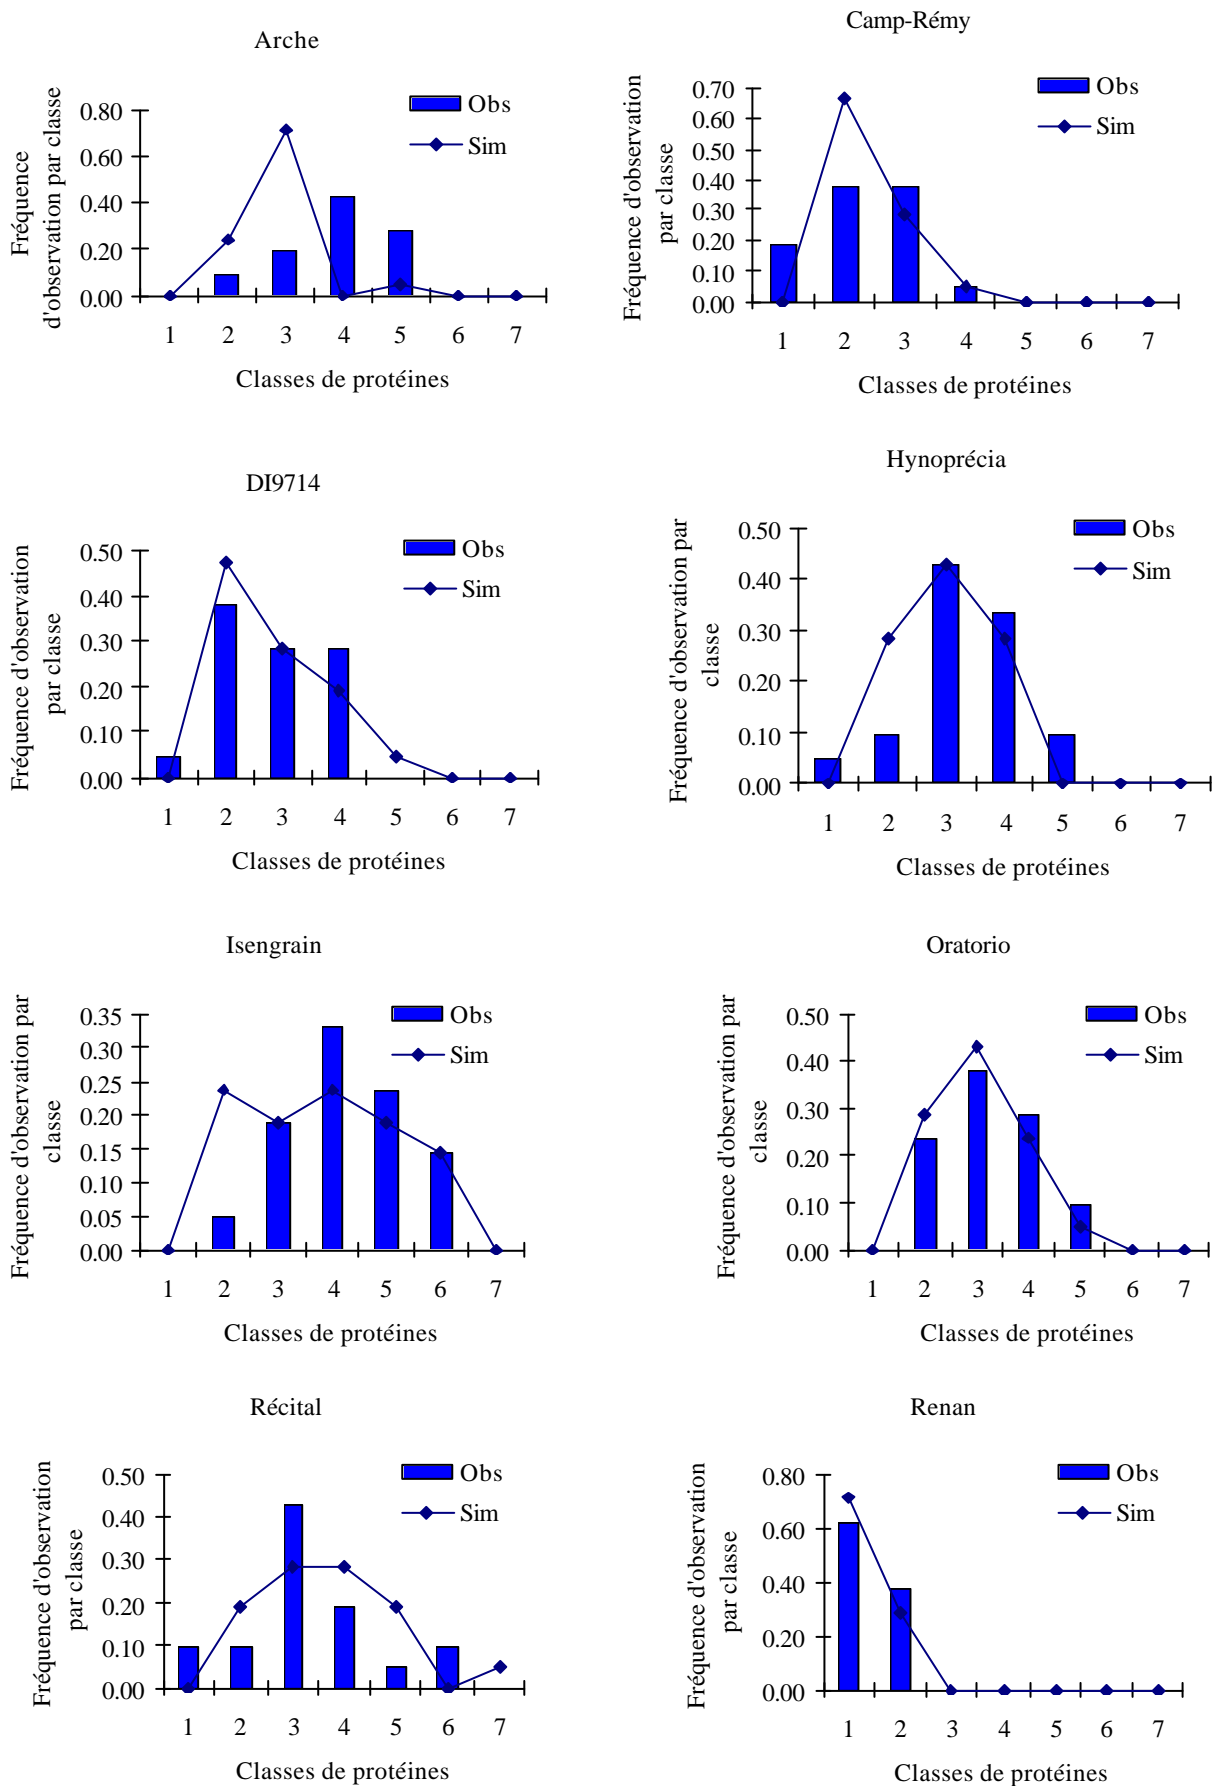 Arche
Fréquence
d'observation par classe
0.80
0.60
0.40
0.20
0.00
Obs
Sim
1 2 3 4 5 6 7
Classes de protéines
Camp-Rémy
Fréquence d'observation
par classe
0.70
0.60
0.50
0.40
0.30
0.20
0.10
0.00
Obs
Sim
1 2 3 4 5 6 7
Classes de protéines
DI9714
Fréquence d'observation
par classe
0.50
0.40
0.30
0.20
0.10
0.00
Obs
Sim
1 2 3 4 5 6 7
Classes de protéines
Hynoprécia
Fréquence d'observation par
classe
0.50
0.40
0.30
0.20
0.10
0.00
Obs
Sim
1 2 3 4 5 6 7
Classes de protéines
Isengrain
Fréquence d'observation par
classe
0.35
0.30
0.25
0.20
0.15
0.10
0.05
0.00
Obs
Sim
1 2 3 4 5 6 7
Classes de protéines
Oratorio
Fréquence d'observation par
classe
0.50
0.40
0.30
0.20
0.10
0.00
Obs
Sim
1 2 3 4 5 6 7
Classes de protéines
Récital
Fréquence d'observation
par classe
0.50
0.40
0.30
0.20
0.10
0.00
Obs
Sim
1 2 3 4 5 6 7
Classes de protéines
Renan
Fréquence d'observation
par classe
0.80
0.60
0.40
0.20
0.00
Obs
Sim
1 2 3 4 5 6 7
Classes de protéines